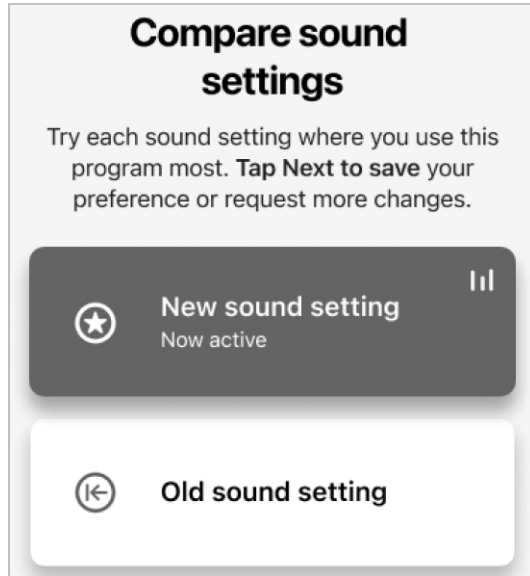 Compare sound
settings
Try each sound setting where you use this
program most. Tap Next to save your
preference or request more changes.
New sound setting
Now active
Old sound setting